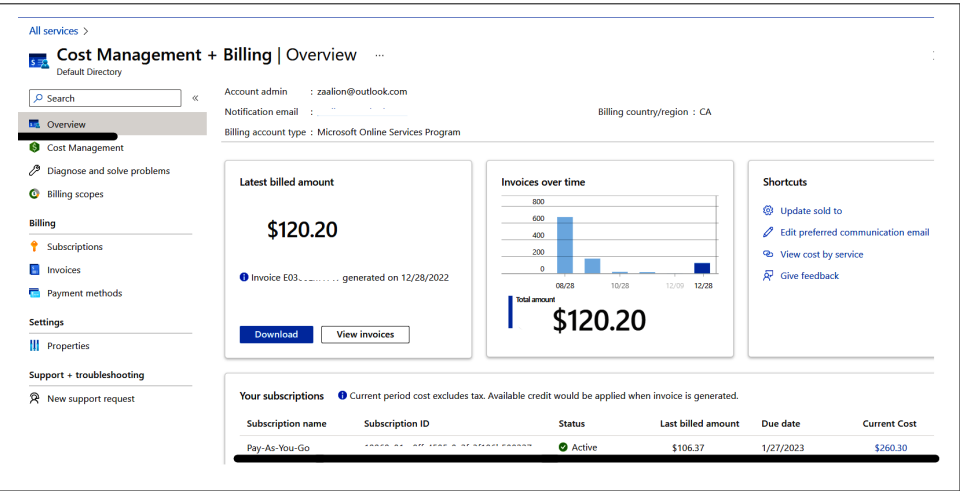 All services >
Cost Management + Billing | Overview ...
Default Directory
Search «
Overview
Cost Management
Diagnose and solve problems
Billing scopes
Billing
Subscriptions
Invoices
Payment methods
Settings
Properties
Support + troubleshooting
New support request
Account admin : zaalion@outlook.com
Notification email :
Billing country/region : CA
Billing account type : Microsoft Online Services Program
Latest billed amount
$120.20
Invoice generated on 12/28/2022
Download View invoices
Invoices over time
800
600
400
200
0
08/28 10/28 12/09 12/28
Total amount
$120.20
Shortcuts
Update sold to
Edit preferred communication email
View cost by service
Give feedback
Your subscriptions Current period cost excludes tax. Available credit would be applied when invoice is generated.
Subscription name Subscription ID Status Last billed amount Due date Current Cost
Pay-As-You-Go Active $106.37 1/27/2023 $260.30